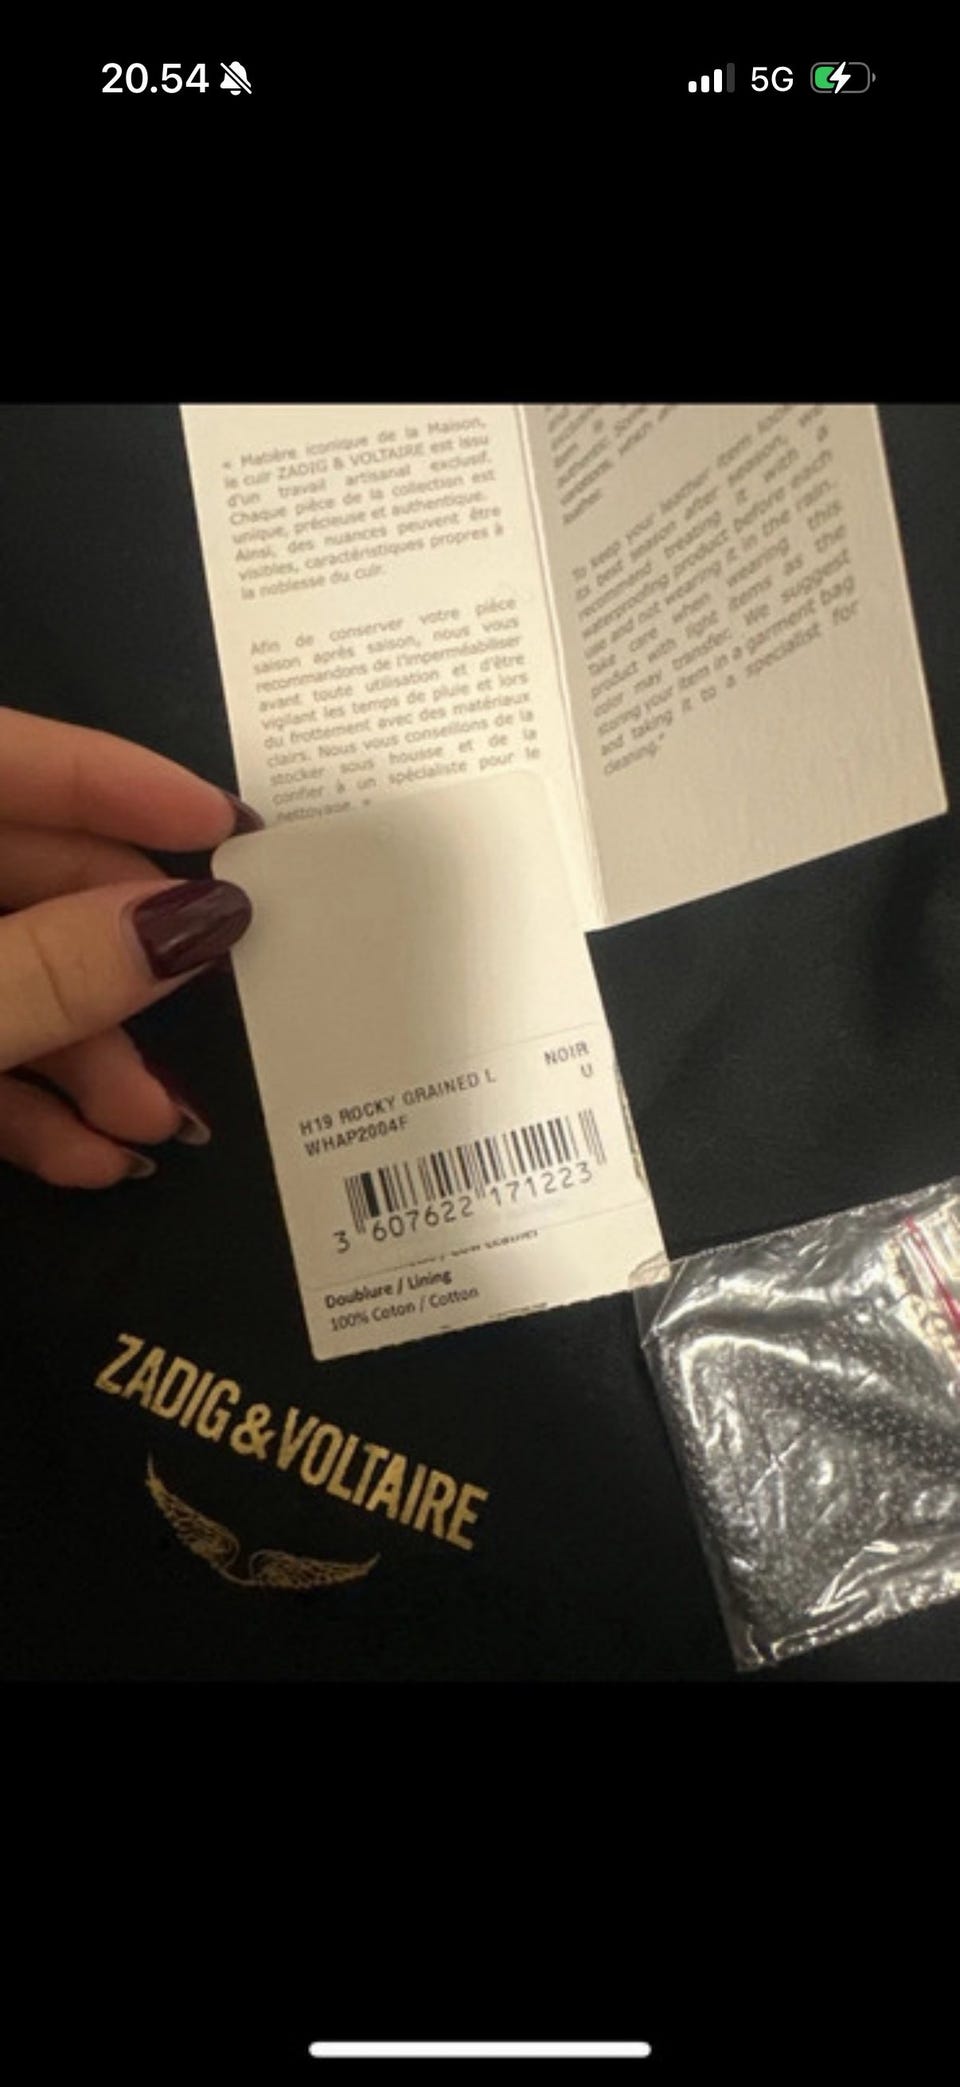 20.54
5G
« Matière iconique de la Maison,
le cuir ZADIG & VOLTAIRE est issu
d'un travail artisanal exclusif.
Chaque pièce de la collection est
unique, précieuse et authentique.
Ainsi, des nuances peuvent être
visibles, caractéristiques propres à
la noblesse du cuir.
Afin de conserver votre pièce
saison après saison, nous vous
recommandons de l'imperméabiliser
avant toute utilisation et d'être
vigilant les temps de pluie et lors
du frottement avec des matériaux
clairs. Nous vous conseillons de la
stocker sous housse et de la
confier à un spécialiste pour le
nettoyage. »
authentic. Some
which
leather.
To keep your leather item looking
its best season after season, we
recommend treating it with a
waterproofing product before each
use and not wearing it in the rain.
Take care when wearing this
product with light items as the
color may transfer. We suggest
storing your item in a garment bag
and taking it to a specialist for
cleaning."
H19 ROCKY GRAINED L NOIR
WHAP2004F U
3 607622 171223
Doublure / Lining
100% Coton / Cotton
ZADIG&VOLTAIRE